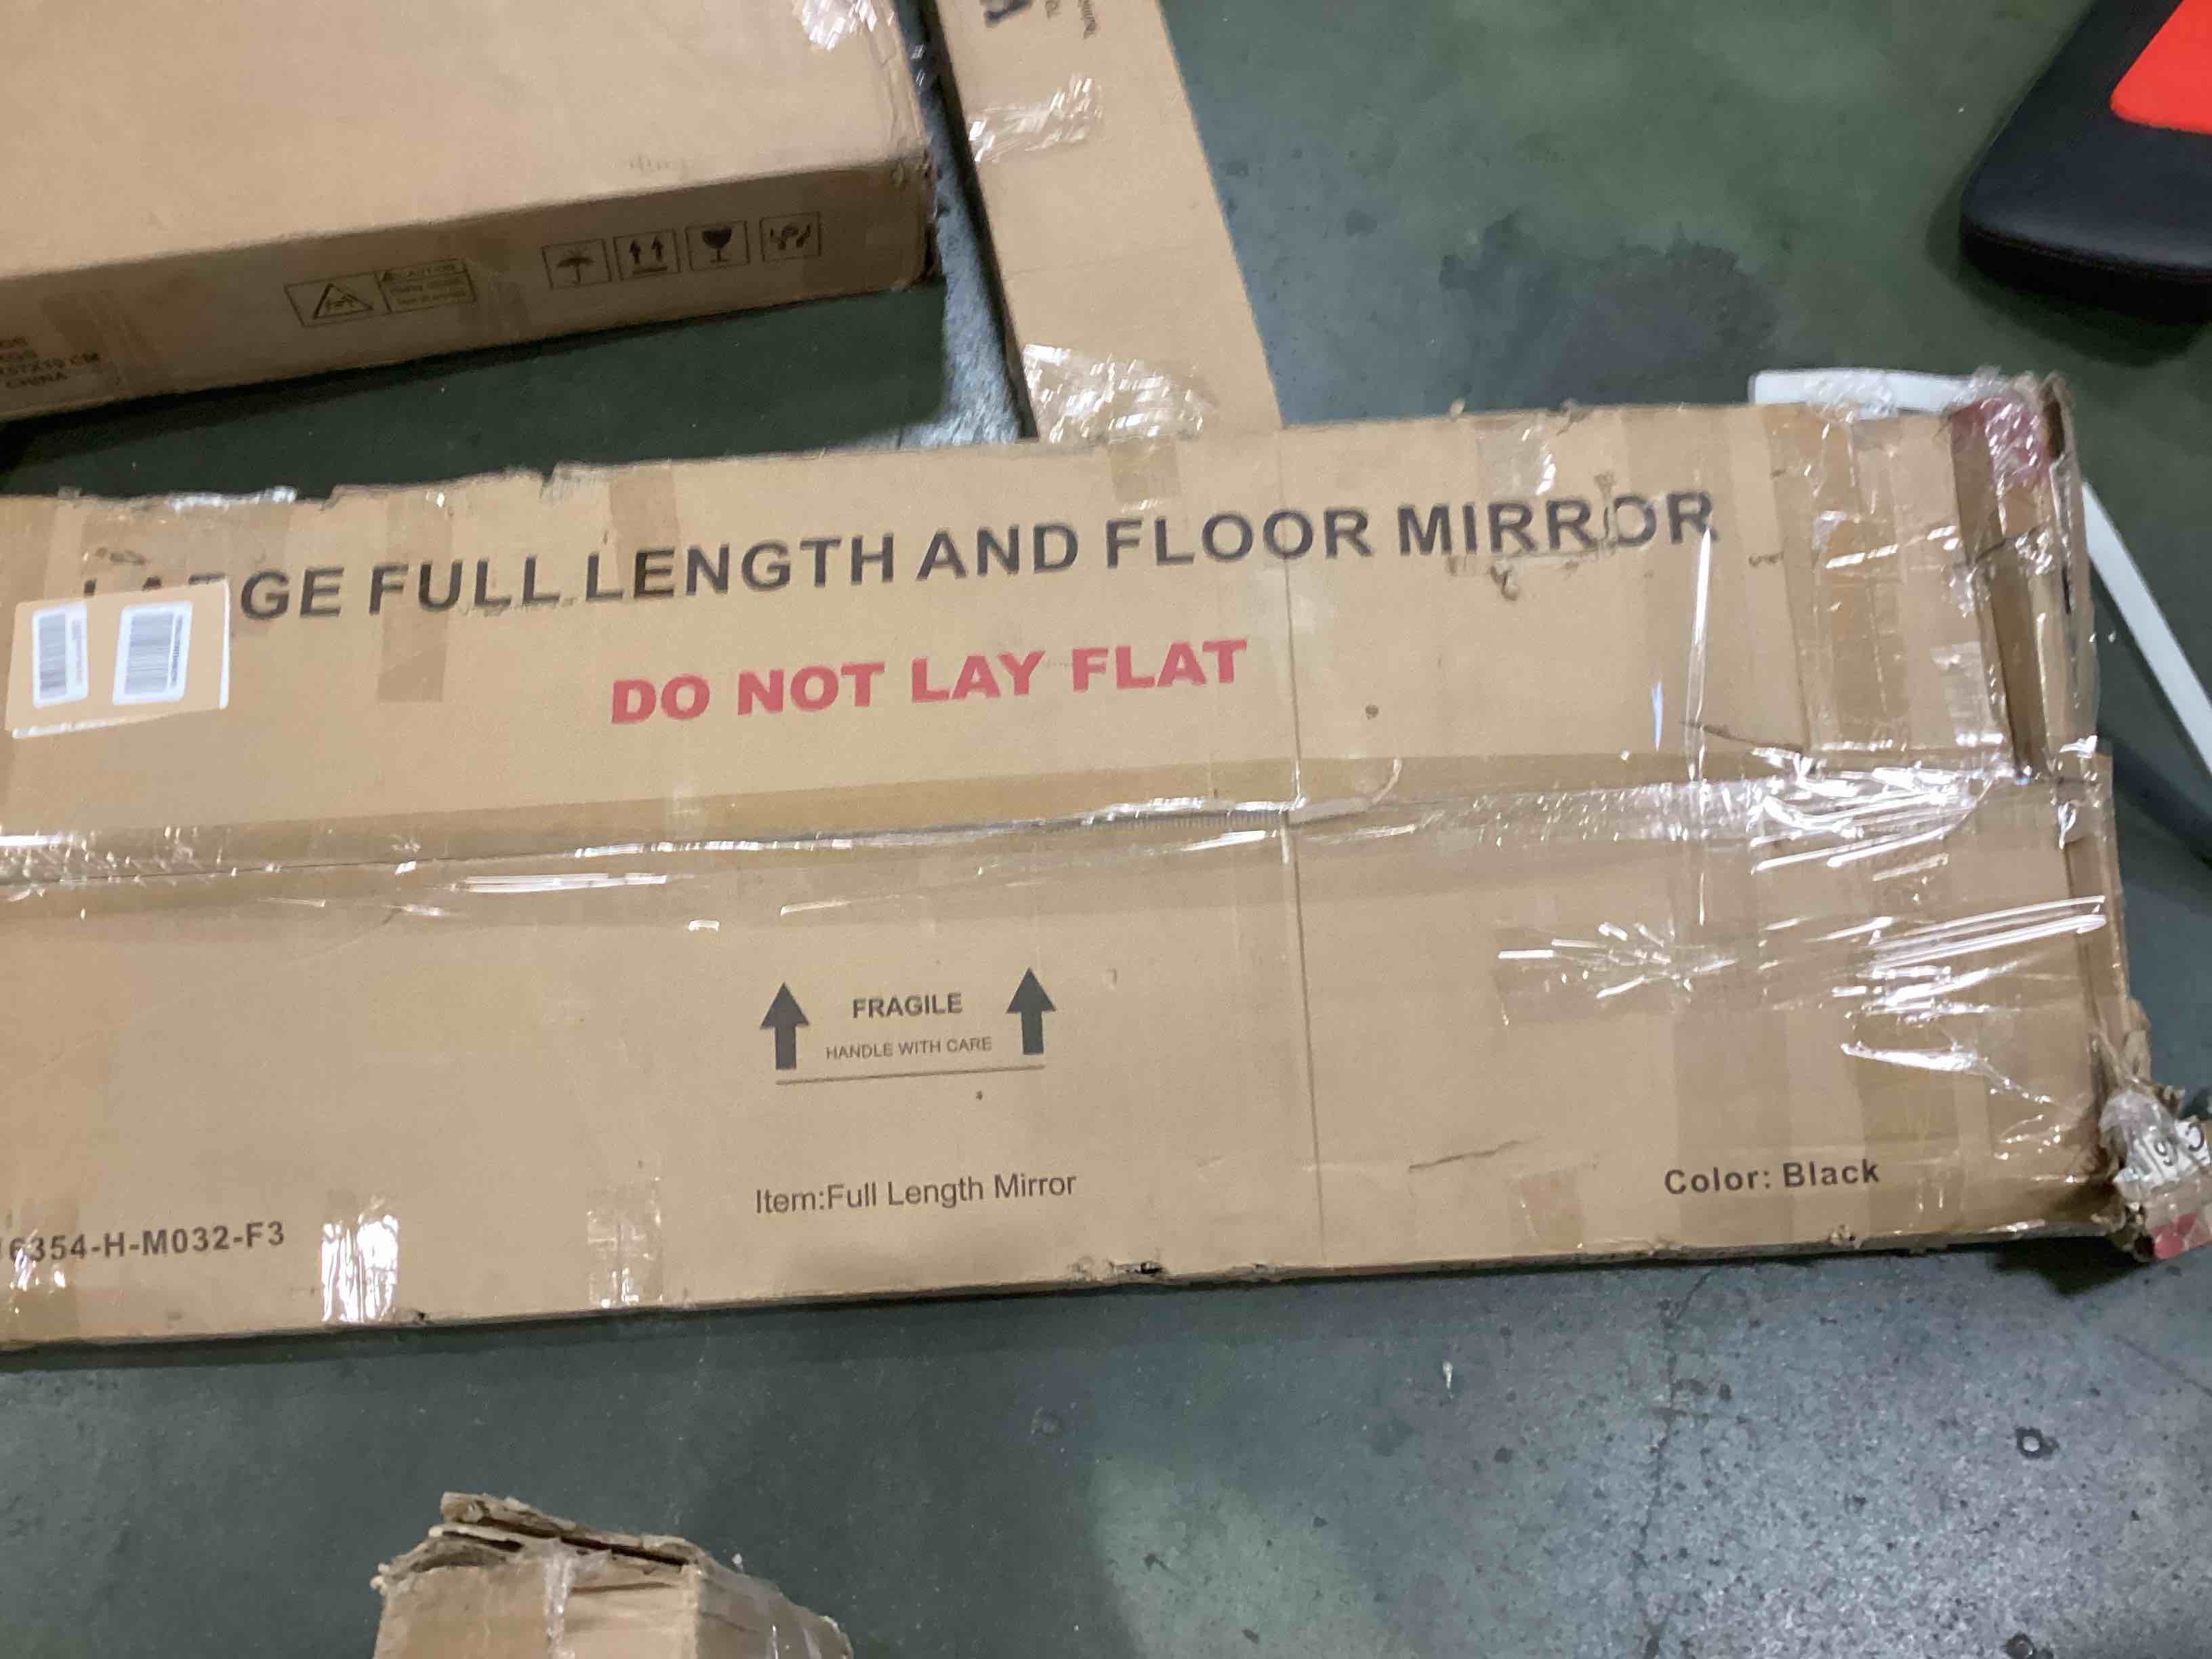 CHINA
GE FULL LENGTH AND FLOOR MIRROR
DO NOT LAY FLAT
FRAGILE
HANDLE WITH CARE
Item:Full Length Mirror
Color: Black
6354-H-M032-F3